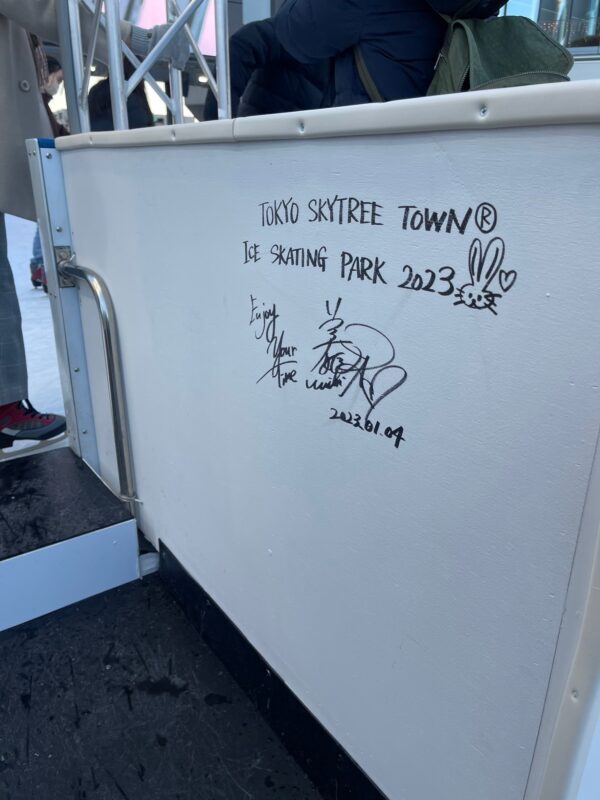 TOKYO SKYTREE TOWN®
ICE SKATING PARK 2023
Enjoy
Your
time
2023.01.04